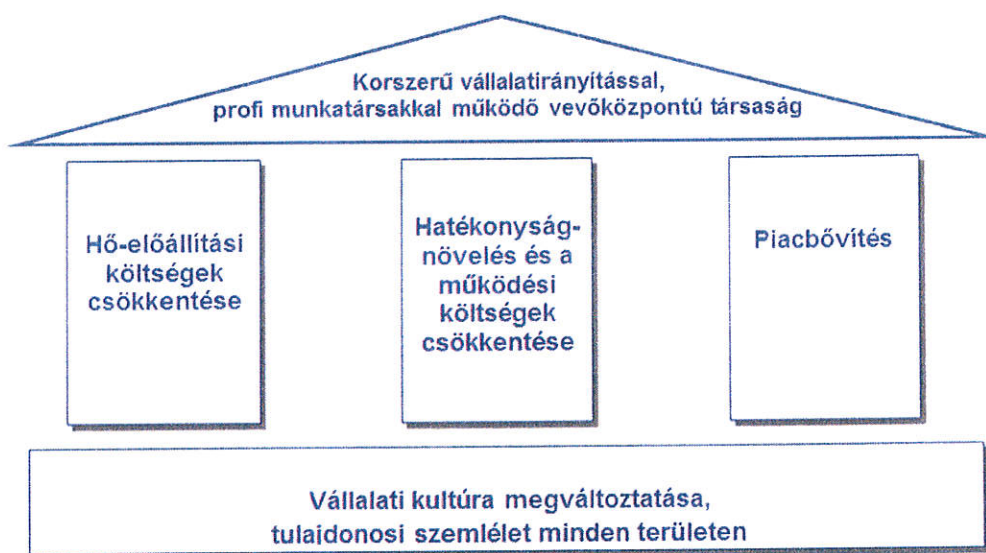 Korszerű vállalatirányítással,
profi munkatársakkal működő vevőközpontú társaság
Hő-előállítási
költségek
csökkentése
Hatékonyság-
növelés és a
működési
költségek
csökkentése
Piacbővítés
Vállalati kultúra megváltoztatása,
tulajdonosi szemlélet minden területen